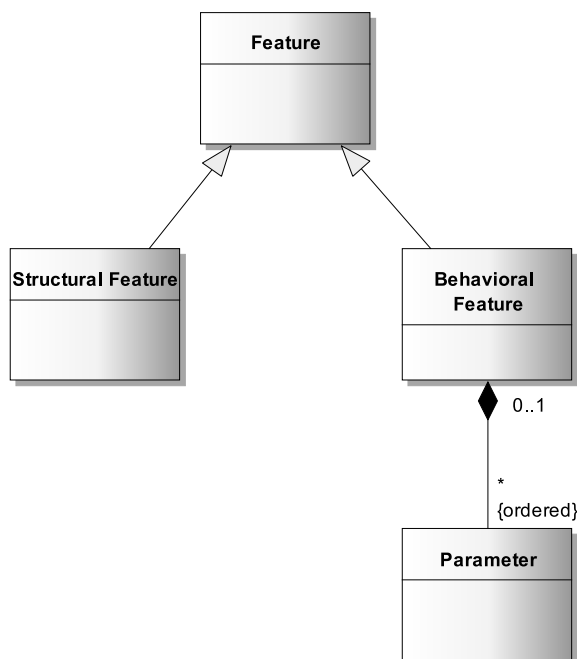 Feature
Structural Feature
Behavioral
Feature
0..1
*
{ordered}
Parameter